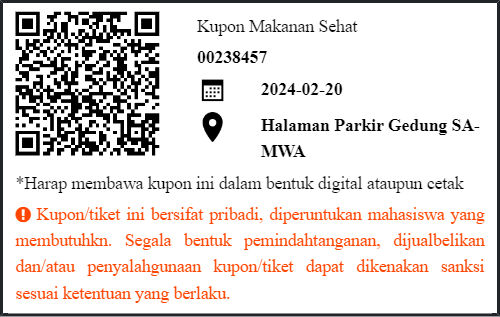 Kupon Makanan Sehat
00238457
2024-02-20
Halaman Parkir Gedung SA-
MWA
*Harap membawa kupon ini dalam bentuk digital ataupun cetak
Kupon/tiket ini bersifat pribadi, diperuntukan mahasiswa yang
membutuhkn. Segala bentuk pemindahtanganan, dijualbelikan
dan/atau penyalahgunaan kupon/tiket dapat dikenakan sanksi
sesuai ketentuan yang berlaku.